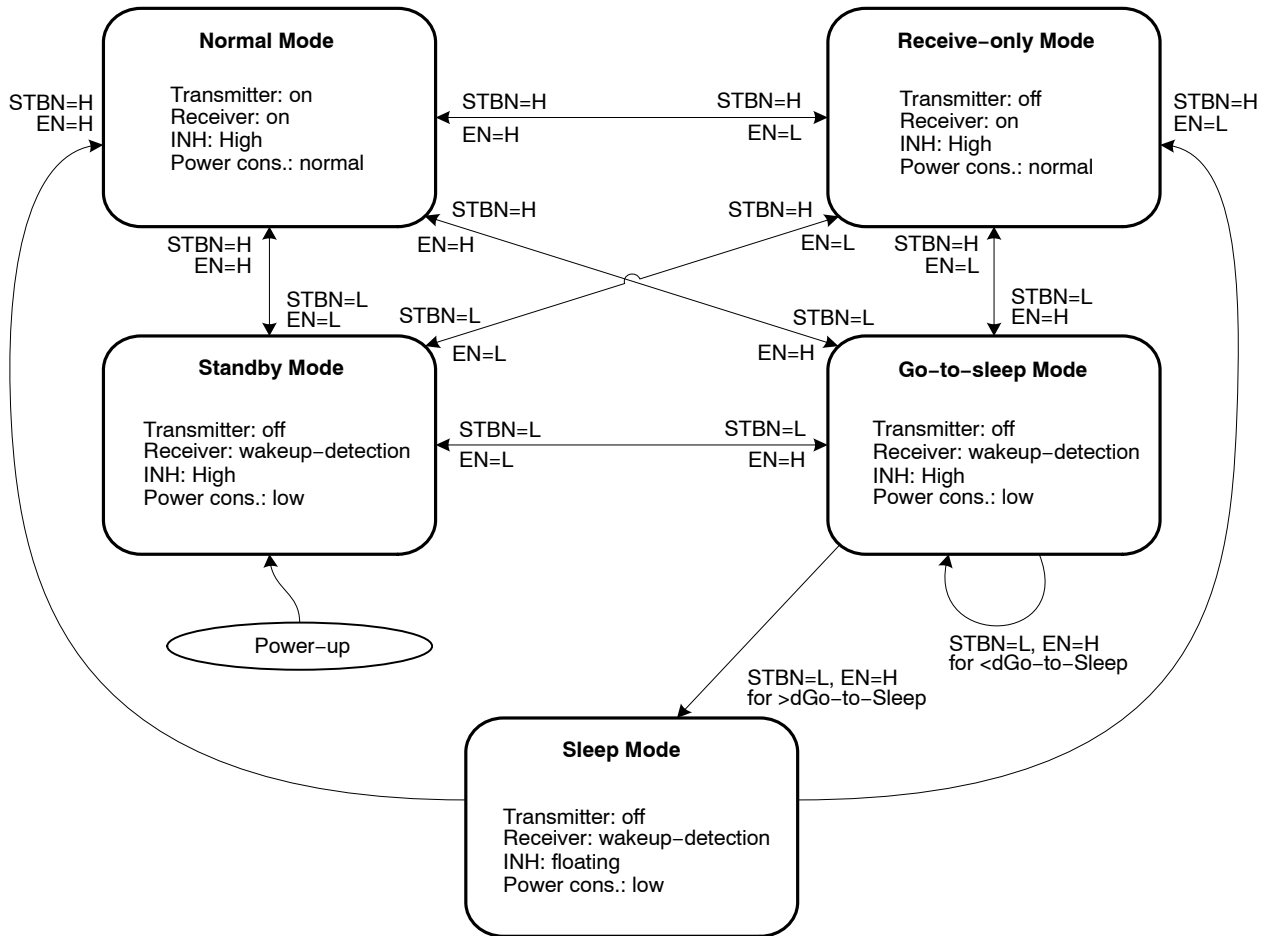 Normal Mode
Transmitter: on
Receiver: on
INH: High
Power cons.: normal
Receive−only Mode
Transmitter: off
Receiver: on
INH: High
Power cons.: normal
STBN=H
EN=H
STBN=H
EN=H
STBN=H
EN=L
STBN=H
EN=L
STBN=H
EN=H
STBN=H
EN=L
STBN=H
EN=H
STBN=L
EN=L
STBN=H
EN=L
STBN=L
EN=H
STBN=L
EN=L
STBN=L
EN=H
Standby Mode
Transmitter: off
Receiver: wakeup−detection
INH: High
Power cons.: low
STBN=L
EN=L
STBN=L
EN=H
Go−to−sleep Mode
Transmitter: off
Receiver: wakeup−detection
INH: High
Power cons.: low
Power−up
STBN=L, EN=H
for <dGo−to−Sleep
STBN=L, EN=H
for >dGo−to−Sleep
Sleep Mode
Transmitter: off
Receiver: wakeup−detection
INH: floating
Power cons.: low